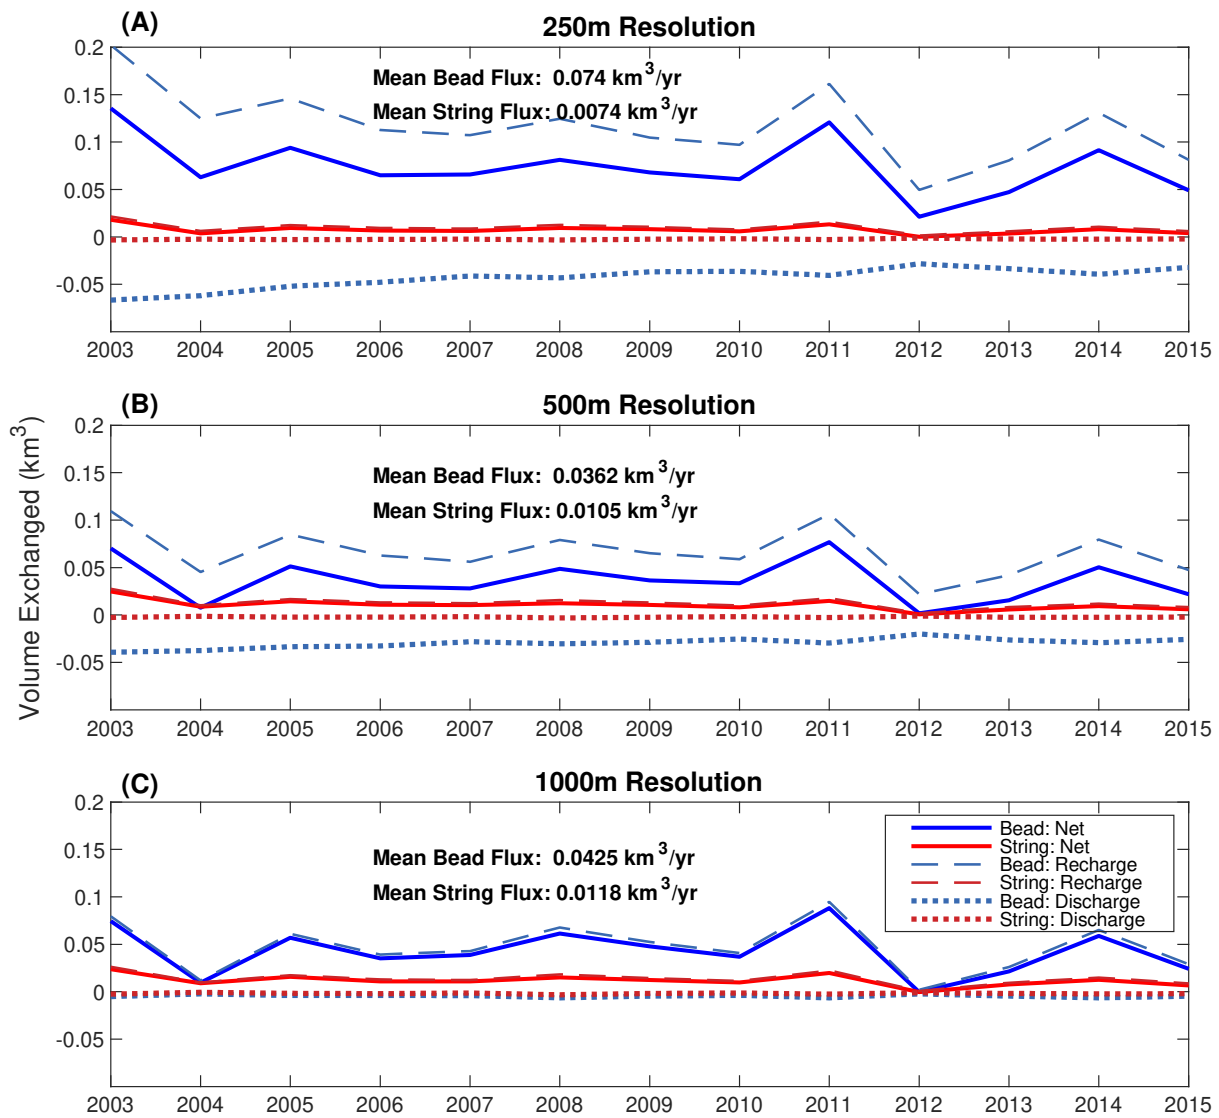 (A)
250m Resolution
0.2
0.15
0.1
0.05
0
-0.05
Mean Bead Flux: 0.074 km³/yr
Mean String Flux: 0.0074 km³/yr
2003 2004 2005 2006 2007 2008 2009 2010 2011 2012 2013 2014 2015
Volume Exchanged (km³)
(B)
500m Resolution
0.2
0.15
0.1
0.05
0
-0.05
Mean Bead Flux: 0.0362 km³/yr
Mean String Flux: 0.0105 km³/yr
2003 2004 2005 2006 2007 2008 2009 2010 2011 2012 2013 2014 2015
(C)
1000m Resolution
0.2
0.15
0.1
0.05
0
-0.05
Mean Bead Flux: 0.0425 km³/yr
Mean String Flux: 0.0118 km³/yr
Bead: Net
String: Net
Bead: Recharge
String: Recharge
Bead: Discharge
String: Discharge
2003 2004 2005 2006 2007 2008 2009 2010 2011 2012 2013 2014 2015